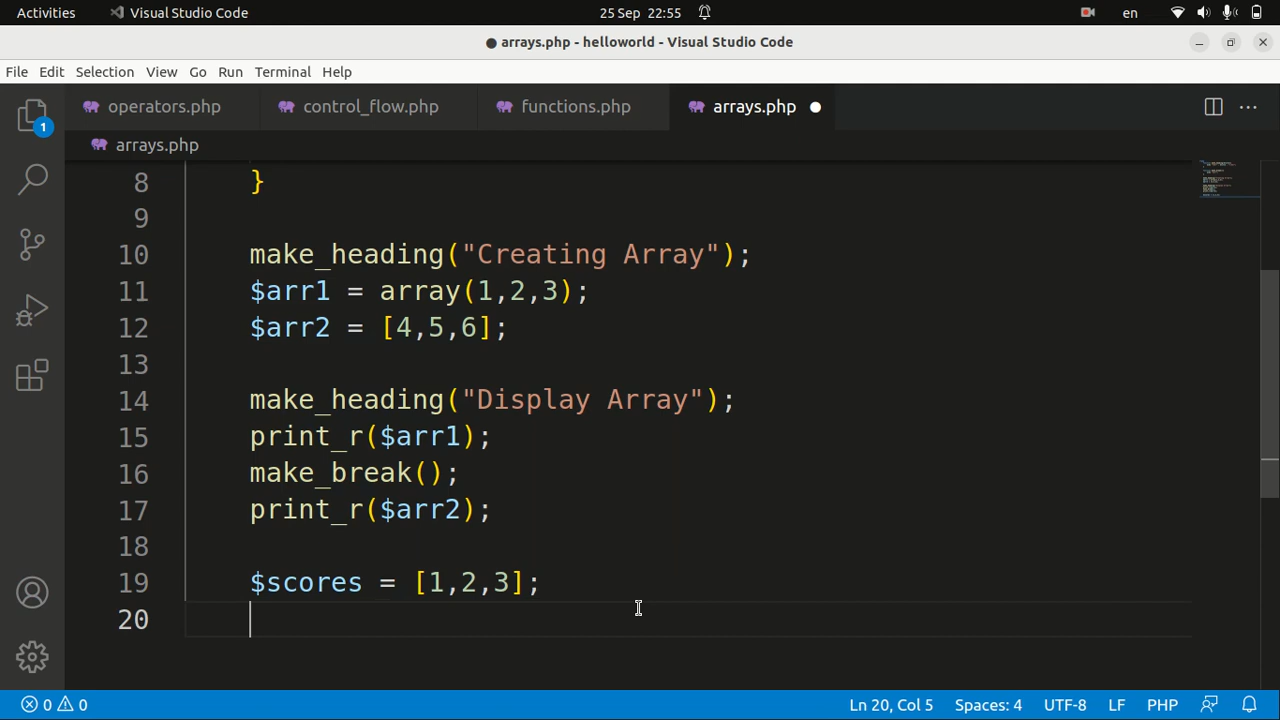 Activities Visual Studio Code 25 Sep 22:55 en
● arrays.php - helloworld - Visual Studio Code
File Edit Selection View Go Run Terminal Help
operators.php control_flow.php functions.php arrays.php
1
arrays.php
8 }
9
10 make_heading("Creating Array");
11 $arr1 = array(1,2,3);
12 $arr2 = [4,5,6];
13
14 make_heading("Display Array");
15 print_r($arr1);
16 make_break();
17 print_r($arr2);
18
19 $scores = [1,2,3];
20
0 0 Ln 20, Col 5 Spaces: 4 UTF-8 LF PHP